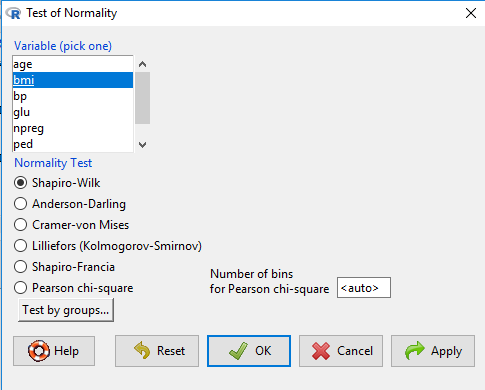 Test of Normality
Variable (pick one)
age
bmi
bp
glu
npreg
ped
Normality Test
Shapiro-Wilk
Anderson-Darling
Cramer-von Mises
Lilliefors (Kolmogorov-Smirnov)
Shapiro-Francia
Pearson chi-square
Number of bins
for Pearson chi-square <auto>
Test by groups...
Help Reset OK Cancel Apply